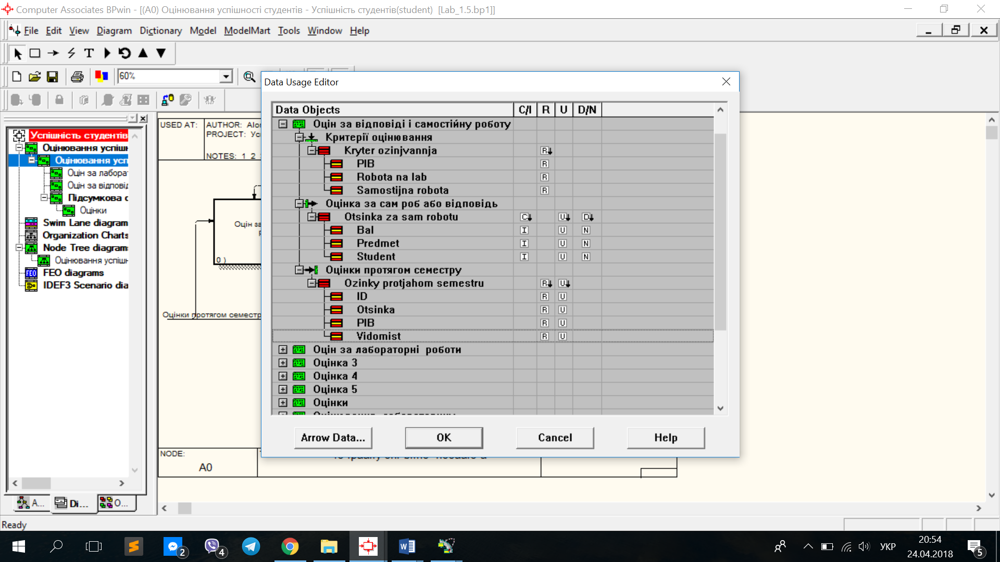 Computer Associates BPwin - [(A0) Оцінювання успішності студентів - Успішність студентів(student) [Lab_1.5.bp1]]
File Edit View Diagram Dictionary Model ModelMart Tools Window Help
T
60%
Data Usage Editor
Data Objects C/I R U D/N
Оцін за відповіді і самостійну роботу
Критерії оцінювання
Kryter ozinjvannja R
PIB R
Robota na lab R
Samostijna robota R
Оцінка за сам роб або відповідь
Otsinka za sam robotu C U D
Bal I U N
Predmet I U N
Student I U N
Оцінки протягом семестру
Ozinky protjahom semestru R U
ID R U
Otsinka R U
PIB R U
Vidomist R U
Оцін за лабораторні роботи
Оцінка 3
Оцінка 4
Оцінка 5
Оцінки
Arrow Data...
OK
Cancel
Help
Успішність студентів
Оцінювання успіш
Оцінювання усп
Оцін за лабора
Оцін за відповід
Підсумкова о
Оцінки
Swim Lane diagram
Organization Charts
Node Tree diagram
Оцінювання успіш
FEO FEO diagrams
IDEF3 Scenario dia
A...
Di...
O...
USED AT:
AUTHOR: Alor
PROJECT: Ус
NOTES: 1 2
Оцін за
0 )
Оцінки протягом семестр
NODE:
A0
Ready
2
4
УКР
20:54
24.04.2018
5